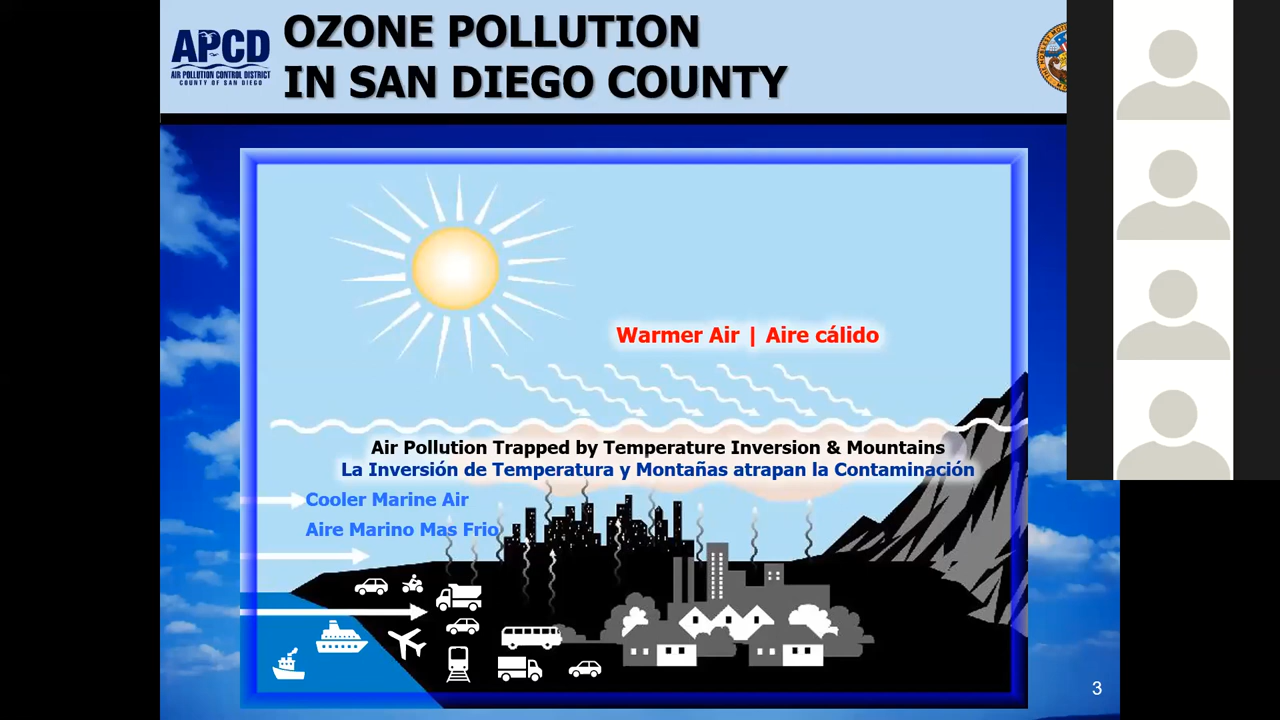 APCD
AIR POLLUTION CONTROL DISTRICT
COUNTY OF SAN DIEGO
OZONE POLLUTION
IN SAN DIEGO COUNTY
Warmer Air | Aire cálido
Air Pollution Trapped by Temperature Inversion & Mountains
La Inversión de Temperatura y Montañas atrapan la Contaminación
Cooler Marine Air
Aire Marino Mas Frio
3